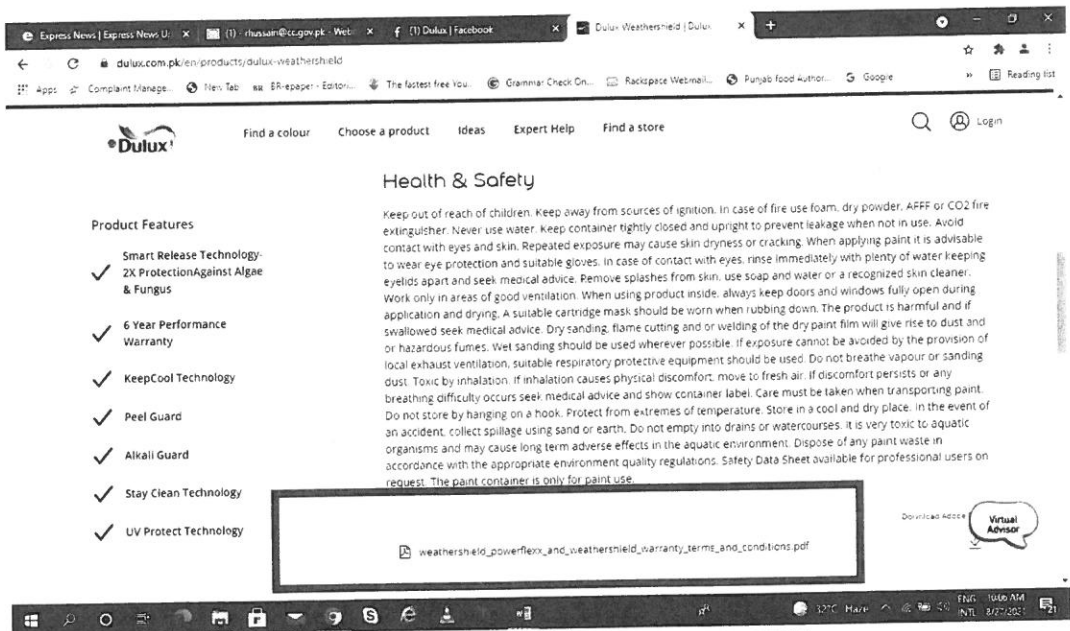 Express News | Express News U:
(1) - rhussain@cc.gov.pk - Web
(1) Dulux | Facebook
Dulux Weathershield | Dulux
dulux.com.pk/en/products/dulux-weathershield
Apps
Complaint Manage...
New Tab
BR-epaper - Editori...
The fastest free You...
Grammar Check On...
Rackspace Webmail...
Punjab food Author...
Google
»
Reading list
Dulux
Find a colour
Choose a product
Ideas
Expert Help
Find a store
Login
Health & Safety
Keep out of reach of children. Keep away from sources of ignition. In case of fire use foam, dry powder, AFFF or CO2 fire
extinguisher. Never use water. Keep container tightly closed and upright to prevent leakage when not in use. Avoid
contact with eyes and skin. Repeated exposure may cause skin dryness or cracking. When applying paint it is advisable
to wear eye protection and suitable gloves. In case of contact with eyes, rinse immediately with plenty of water keeping
eyelids apart and seek medical advice. Remove splashes from skin, use soap and water or a recognized skin cleaner.
Work only in areas of good ventilation. When using product inside, always keep doors and windows fully open during
application and drying. A suitable cartridge mask should be worn when rubbing down. The product is harmful and if
swallowed seek medical advice. Dry sanding, flame cutting and or welding of the dry paint film will give rise to dust and
or hazardous fumes. Wet sanding should be used wherever possible. If exposure cannot be avoided by the provision of
local exhaust ventilation, suitable respiratory protective equipment should be used. Do not breathe vapour or sanding
dust. Toxic by inhalation. If inhalation causes physical discomfort, move to fresh air. If discomfort persists or any
breathing difficulty occurs seek medical advice and show container label. Care must be taken when transporting paint.
Do not store by hanging on a hook. Protect from extremes of temperature. Store in a cool and dry place. In the event of
an accident, collect spillage using sand or earth. Do not empty into drains or watercourses. It is very toxic to aquatic
organisms and may cause long term adverse effects in the aquatic environment. Dispose of any paint waste in
accordance with the appropriate environment quality regulations. Safety Data Sheet available for professional users on
request. The paint container is only for paint use.
Product Features
Smart Release Technology-
2X ProtectionAgainst Algae
& Fungus
6 Year Performance
Warranty
KeepCool Technology
Peel Guard
Alkali Guard
Stay Clean Technology
UV Protect Technology
weathershield_powerflexx_and_weathershield_warranty_terms_and_conditions.pdf
Download
Virtual
Advisor
32°C Haze
ENG
INTL
10:06 AM
8/27/2021
21